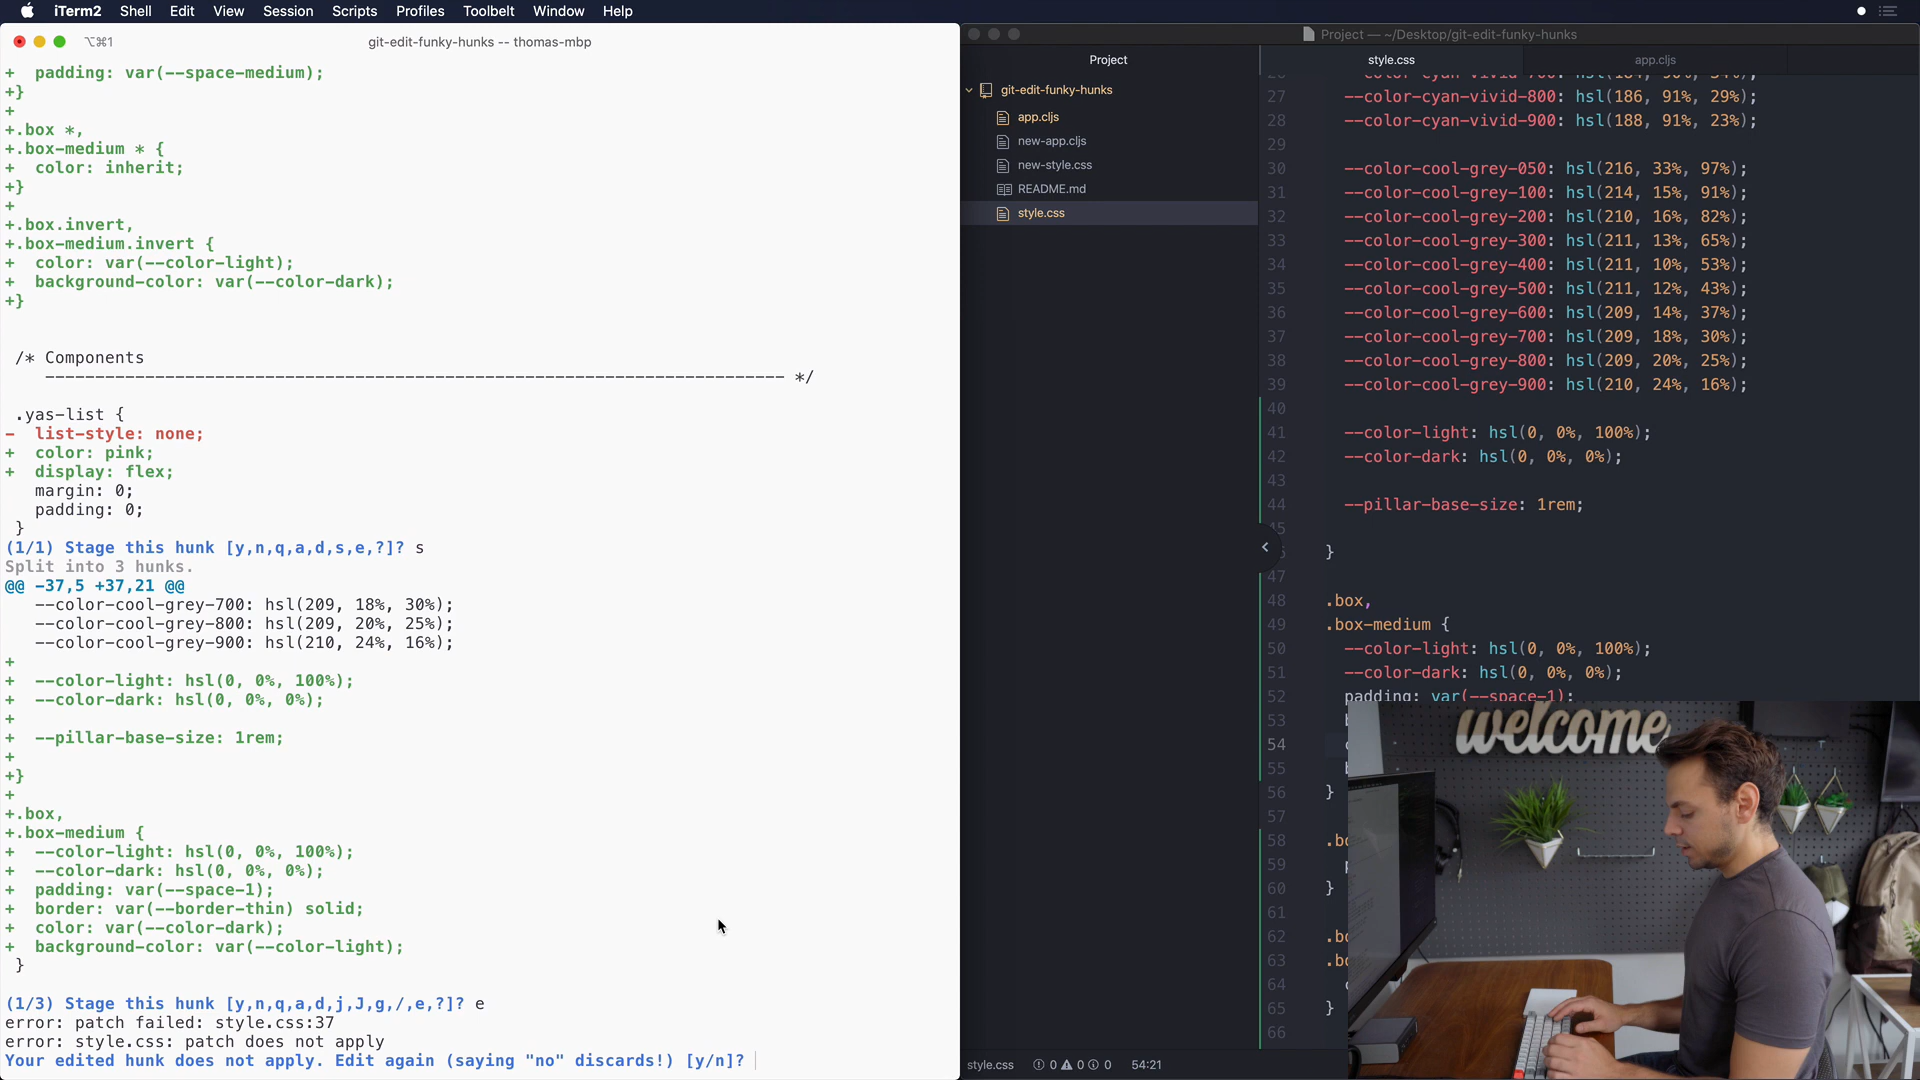 iTerm2 Shell Edit View Session Scripts Profiles Toolbelt Window Help
⌥⌘1
git-edit-funky-hunks -- thomas-mbp
+  padding: var(--space-medium);
+}
+
+.box *,
+.box-medium * {
+  color: inherit;
+}
+
+.box.invert,
+.box-medium.invert {
+  color: var(--color-light);
+  background-color: var(--color-dark);
+}
/* Components
-------------------------------------------------------------------------- */
.yas-list {
-  list-style: none;
+  color: pink;
+  display: flex;
margin: 0;
padding: 0;
}
(1/1) Stage this hunk [y,n,q,a,d,s,e,?]? s
Split into 3 hunks.
@@ -37,5 +37,21 @@
--color-cool-grey-700: hsl(209, 18%, 30%);
--color-cool-grey-800: hsl(209, 20%, 25%);
--color-cool-grey-900: hsl(210, 24%, 16%);
+
+  --color-light: hsl(0, 0%, 100%);
+  --color-dark: hsl(0, 0%, 0%);
+
+  --pillar-base-size: 1rem;
+
+}
+
+.box,
+.box-medium {
+  --color-light: hsl(0, 0%, 100%);
+  --color-dark: hsl(0, 0%, 0%);
+  padding: var(--space-1);
+  border: var(--border-thin) solid;
+  color: var(--color-dark);
+  background-color: var(--color-light);
}
(1/3) Stage this hunk [y,n,q,a,d,j,J,g,/,e,?]? e
error: patch failed: style.css:37
error: style.css: patch does not apply
Your edited hunk does not apply. Edit again (saying "no" discards!) [y/n]?
Project — ~/Desktop/git-edit-funky-hunks
Project
git-edit-funky-hunks
app.cljs
new-app.cljs
new-style.css
README.md
style.css
style.css
app.cljs
27 --color-cyan-vivid-800: hsl(186, 91%, 29%);
28 --color-cyan-vivid-900: hsl(188, 91%, 23%);
29
30 --color-cool-grey-050: hsl(216, 33%, 97%);
31 --color-cool-grey-100: hsl(214, 15%, 91%);
32 --color-cool-grey-200: hsl(210, 16%, 82%);
33 --color-cool-grey-300: hsl(211, 13%, 65%);
34 --color-cool-grey-400: hsl(211, 10%, 53%);
35 --color-cool-grey-500: hsl(211, 12%, 43%);
36 --color-cool-grey-600: hsl(209, 14%, 37%);
37 --color-cool-grey-700: hsl(209, 18%, 30%);
38 --color-cool-grey-800: hsl(209, 20%, 25%);
39 --color-cool-grey-900: hsl(210, 24%, 16%);
40
41 --color-light: hsl(0, 0%, 100%);
42 --color-dark: hsl(0, 0%, 0%);
43
44 --pillar-base-size: 1rem;
}
47
48 .box,
49 .box-medium {
50 --color-light: hsl(0, 0%, 100%);
51 --color-dark: hsl(0, 0%, 0%);
52 padding: var(--space-1);
53
54
55
56 }
57
58
59
60 }
61
62
63
64
65 }
66
welcome
style.css 0 0 0 54:21